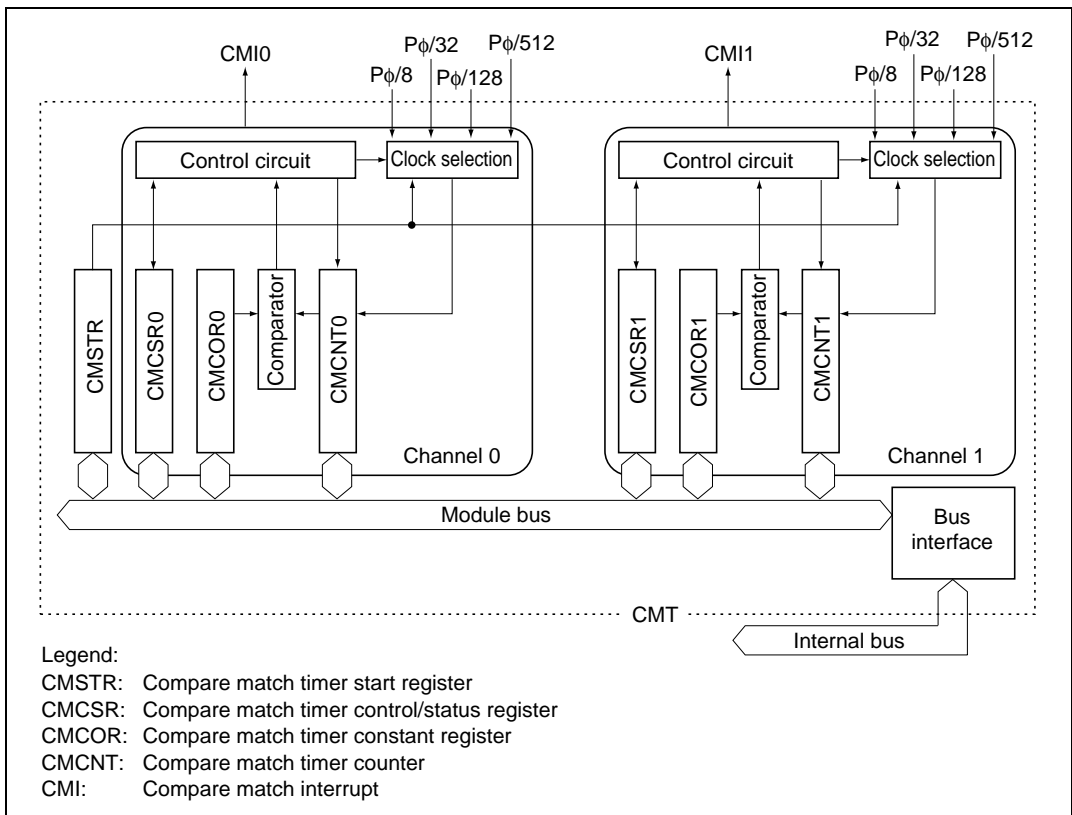 CMI0
Pφ/32
Pφ/512
Pφ/8
Pφ/128
CMI1
Pφ/32
Pφ/512
Pφ/8
Pφ/128
Control circuit
Clock selection
Control circuit
Clock selection
CMSTR
CMCSR0
CMCOR0
Comparator
CMCNT0
Channel 0
CMCSR1
CMCOR1
Comparator
CMCNT1
Channel 1
Module bus
Bus
interface
CMT
Internal bus
Legend:
CMSTR: Compare match timer start register
CMCSR: Compare match timer control/status register
CMCOR: Compare match timer constant register
CMCNT: Compare match timer counter
CMI: Compare match interrupt